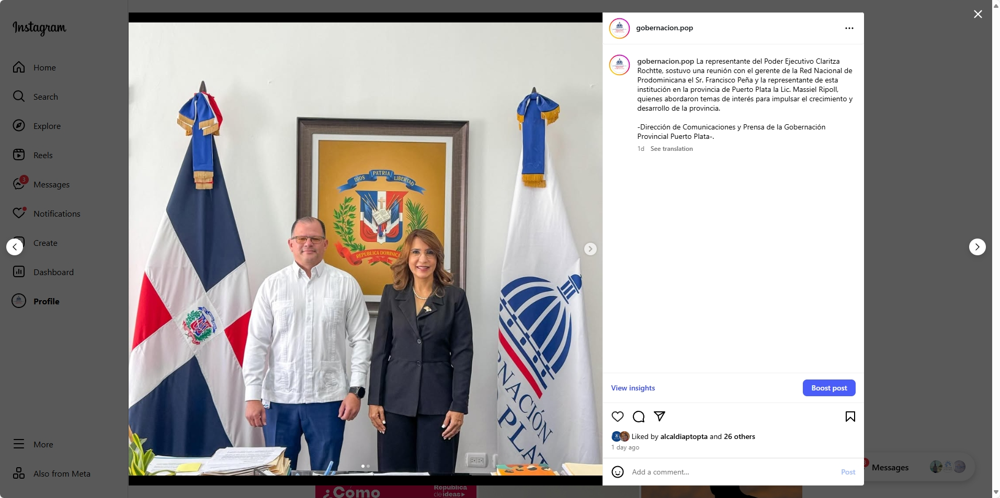 Instagram
Home
Search
Explore
Reels
3
Messages
Notifications
Create
Dashboard
Profile
More
Also from Meta
DIOS PATRIA LIBERTAD
REPÚBLICA DOMINICA
RNACIÓN
PLAT
¿Cómo
República
de ideas
gobernacion.pop
gobernacion.pop La representante del Poder Ejecutivo Claritza
Rochtte, sostuvo una reunión con el gerente de la Red Nacional de
Prodominicana el Sr. Francisco Peña y la representante de esta
institución en la provincia de Puerto Plata la Lic. Massiel Ripoll,
quienes abordaron temas de interés para impulsar el crecimiento y
desarrollo de la provincia.
-Dirección de Comunicaciones y Prensa de la Gobernación
Provincial Puerto Plata-.
1d See translation
View insights
Boost post
Liked by alcaldiaptopta and 26 others
1 day ago
Add a comment...
Post
Messages